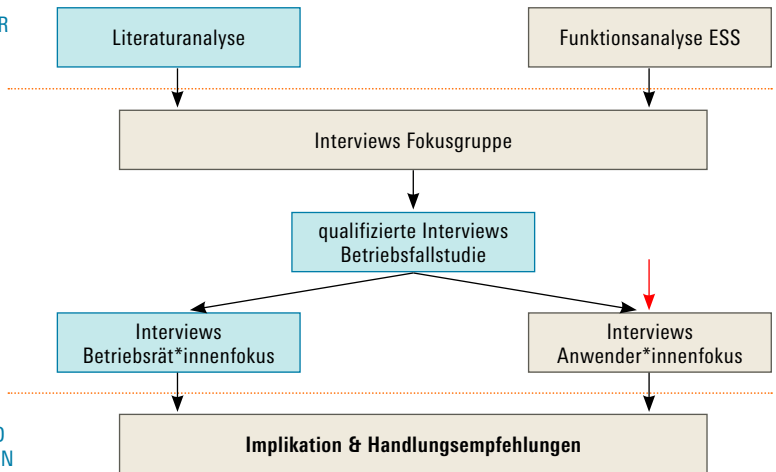 R
Literaturanalyse
Funktionsanalyse ESS
Interviews Fokusgruppe
qualifizierte Interviews
Betriebsfallstudie
Interviews
Betriebsrät*innenfokus
Interviews
Anwender*innenfokus
N
Implikation & Handlungsempfehlungen